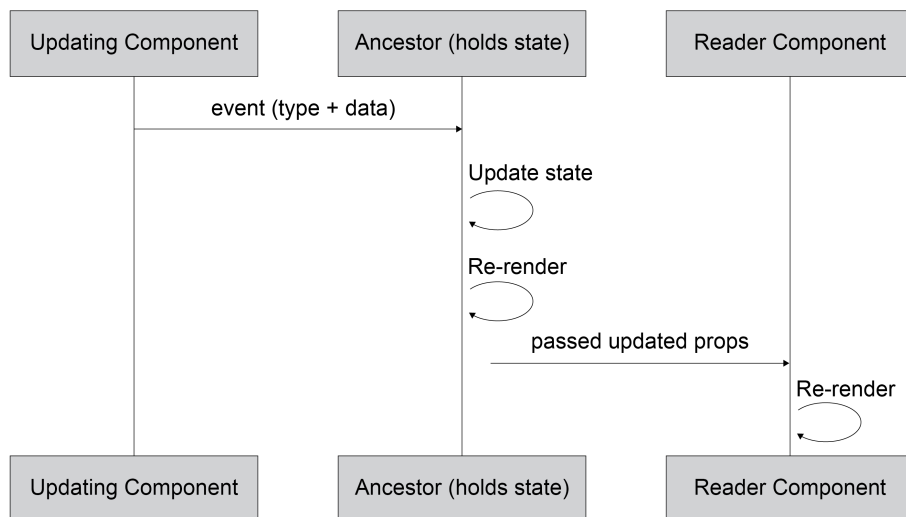 Updating Component
Ancestor (holds state)
Reader Component
event (type + data)
Update state
Re-render
passed updated props
Re-render
Updating Component
Ancestor (holds state)
Reader Component